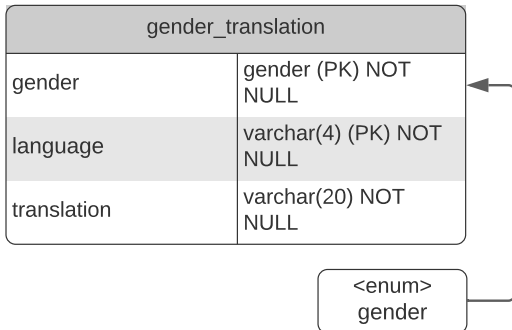 gender_translation
gender
gender (PK) NOT
NULL
language
varchar(4) (PK) NOT
NULL
translation
varchar(20) NOT
NULL
<enum>
gender